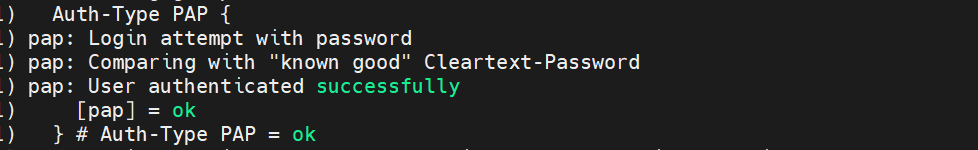 )   Auth-Type PAP {
) pap: Login attempt with password
) pap: Comparing with "known good" Cleartext-Password
) pap: User authenticated successfully
)     [pap] = ok
)   } # Auth-Type PAP = ok